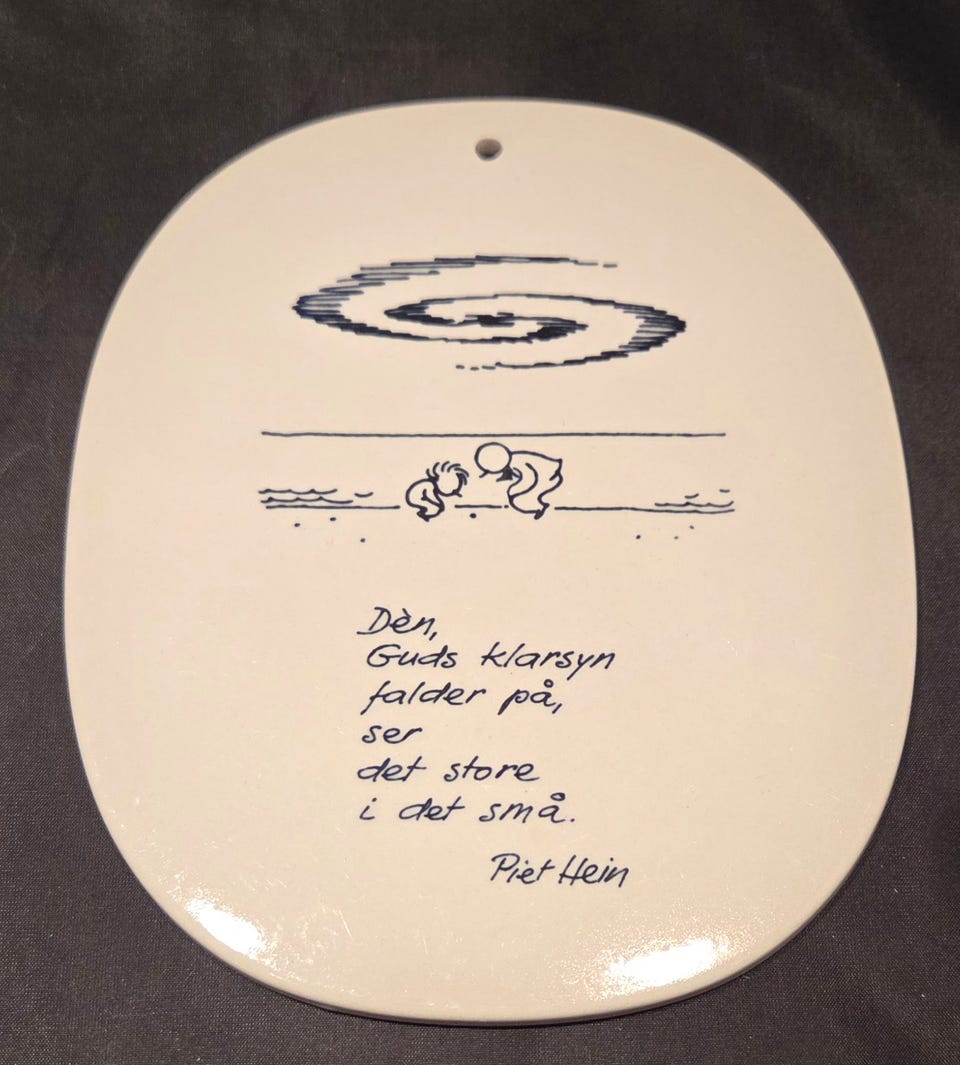 Dèn,
Guds klarsyn
falder på,
ser
det store
i det små.
Piet Hein